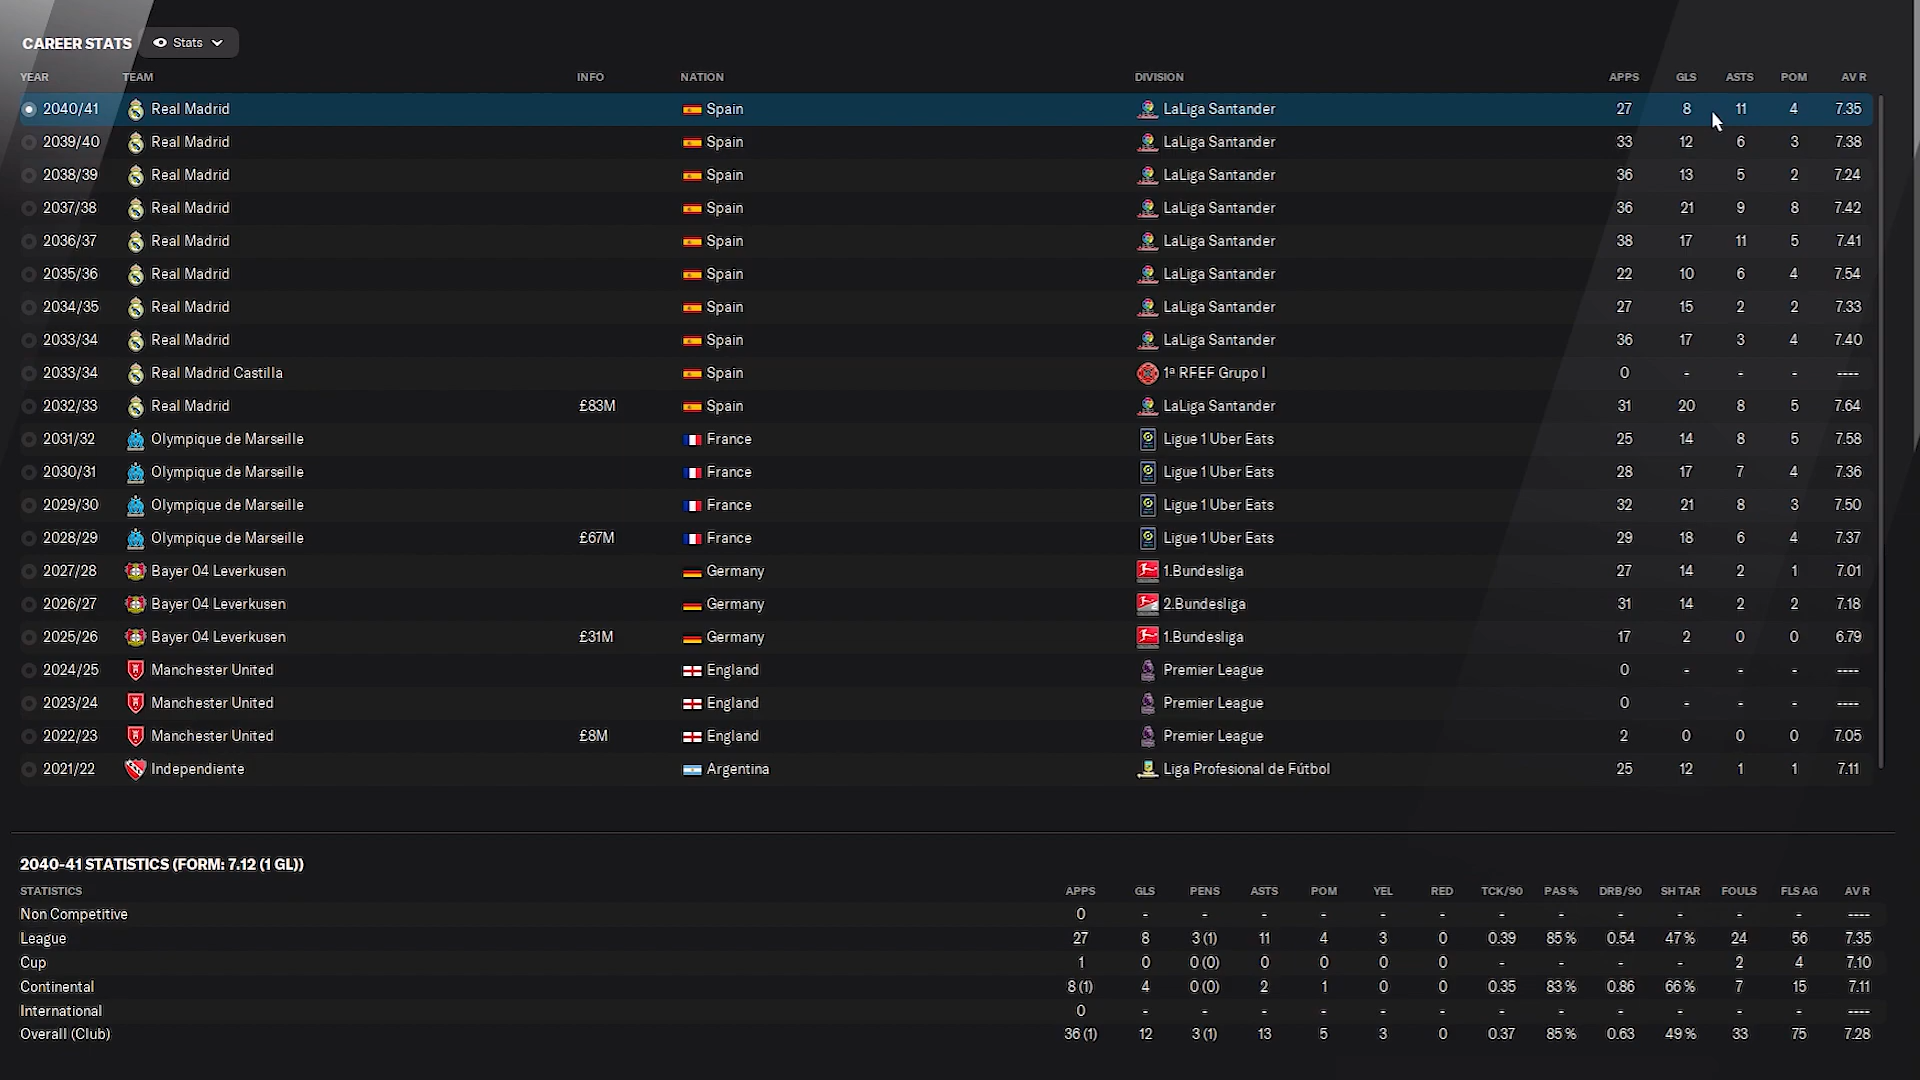 CAREER STATS Stats
YEAR TEAM INFO NATION DIVISION APPS GLS ASTS POM AV R
2040/41 Real Madrid Spain LaLiga Santander 27 8 11 4 7.35
2039/40 Real Madrid Spain LaLiga Santander 33 12 6 3 7.38
2038/39 Real Madrid Spain LaLiga Santander 36 13 5 2 7.24
2037/38 Real Madrid Spain LaLiga Santander 36 21 9 8 7.42
2036/37 Real Madrid Spain LaLiga Santander 38 17 11 5 7.41
2035/36 Real Madrid Spain LaLiga Santander 22 10 6 4 7.54
2034/35 Real Madrid Spain LaLiga Santander 27 15 2 2 7.33
2033/34 Real Madrid Spain LaLiga Santander 36 17 3 4 7.40
2033/34 Real Madrid Castilla Spain 1ª RFEF Grupo I 0 - - - ----
2032/33 Real Madrid £83M Spain LaLiga Santander 31 20 8 5 7.64
2031/32 Olympique de Marseille France Ligue 1 Uber Eats 25 14 8 5 7.58
2030/31 Olympique de Marseille France Ligue 1 Uber Eats 28 17 7 4 7.36
2029/30 Olympique de Marseille France Ligue 1 Uber Eats 32 21 8 3 7.50
2028/29 Olympique de Marseille £67M France Ligue 1 Uber Eats 29 18 6 4 7.37
2027/28 Bayer 04 Leverkusen Germany 1.Bundesliga 27 14 2 1 7.01
2026/27 Bayer 04 Leverkusen Germany 2.Bundesliga 31 14 2 2 7.18
2025/26 Bayer 04 Leverkusen £31M Germany 1.Bundesliga 17 2 0 0 6.79
2024/25 Manchester United England Premier League 0 - - - ----
2023/24 Manchester United England Premier League 0 - - - ----
2022/23 Manchester United £8M England Premier League 2 0 0 0 7.05
2021/22 Independiente Argentina Liga Profesional de Fútbol 25 12 1 1 7.11
2040-41 STATISTICS (FORM: 7.12 (1 GL))
STATISTICS APPS GLS PENS ASTS POM YEL RED TCK/90 PAS % DRB/90 SH TAR FOULS FLS AG AV R
Non Competitive 0 - - - - - - - - - - - - ----
League 27 8 3 (1) 11 4 3 0 0.39 85 % 0.54 47 % 24 56 7.35
Cup 1 0 0 (0) 0 0 0 0 - - - - 2 4 7.10
Continental 8 (1) 4 0 (0) 2 1 0 0 0.35 83 % 0.86 66 % 7 15 7.11
International 0 - - - - - - - - - - - - ----
Overall (Club) 36 (1) 12 3 (1) 13 5 3 0 0.37 85 % 0.63 49 % 33 75 7.28